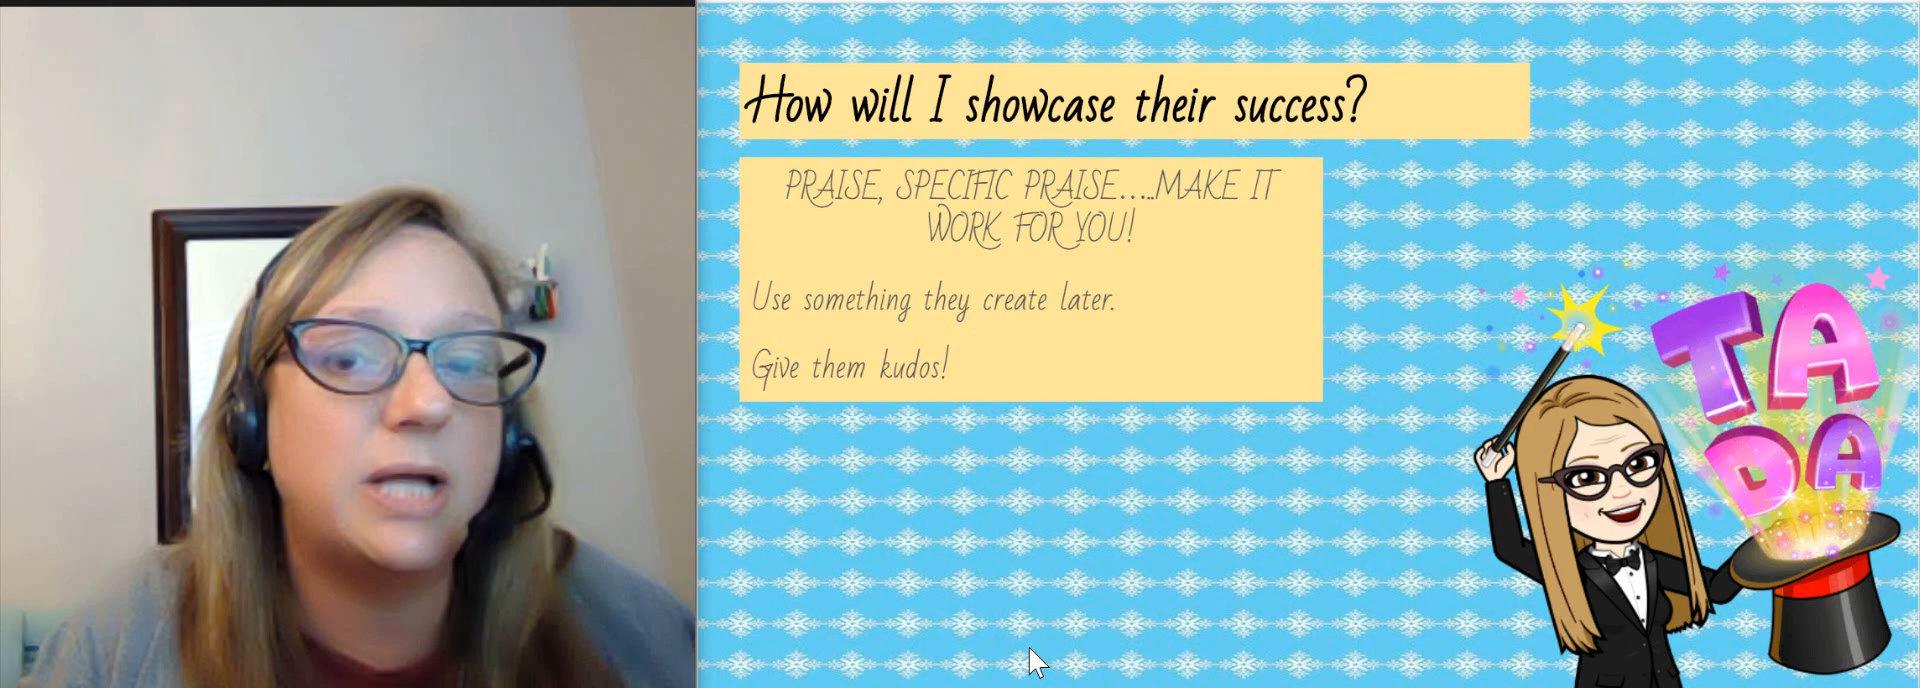 How will I showcase their success?
PRAISE, SPECIFIC PRAISE.....MAKE IT
WORK FOR YOU!
Use something they create later.
Give them kudos!
TA
DA